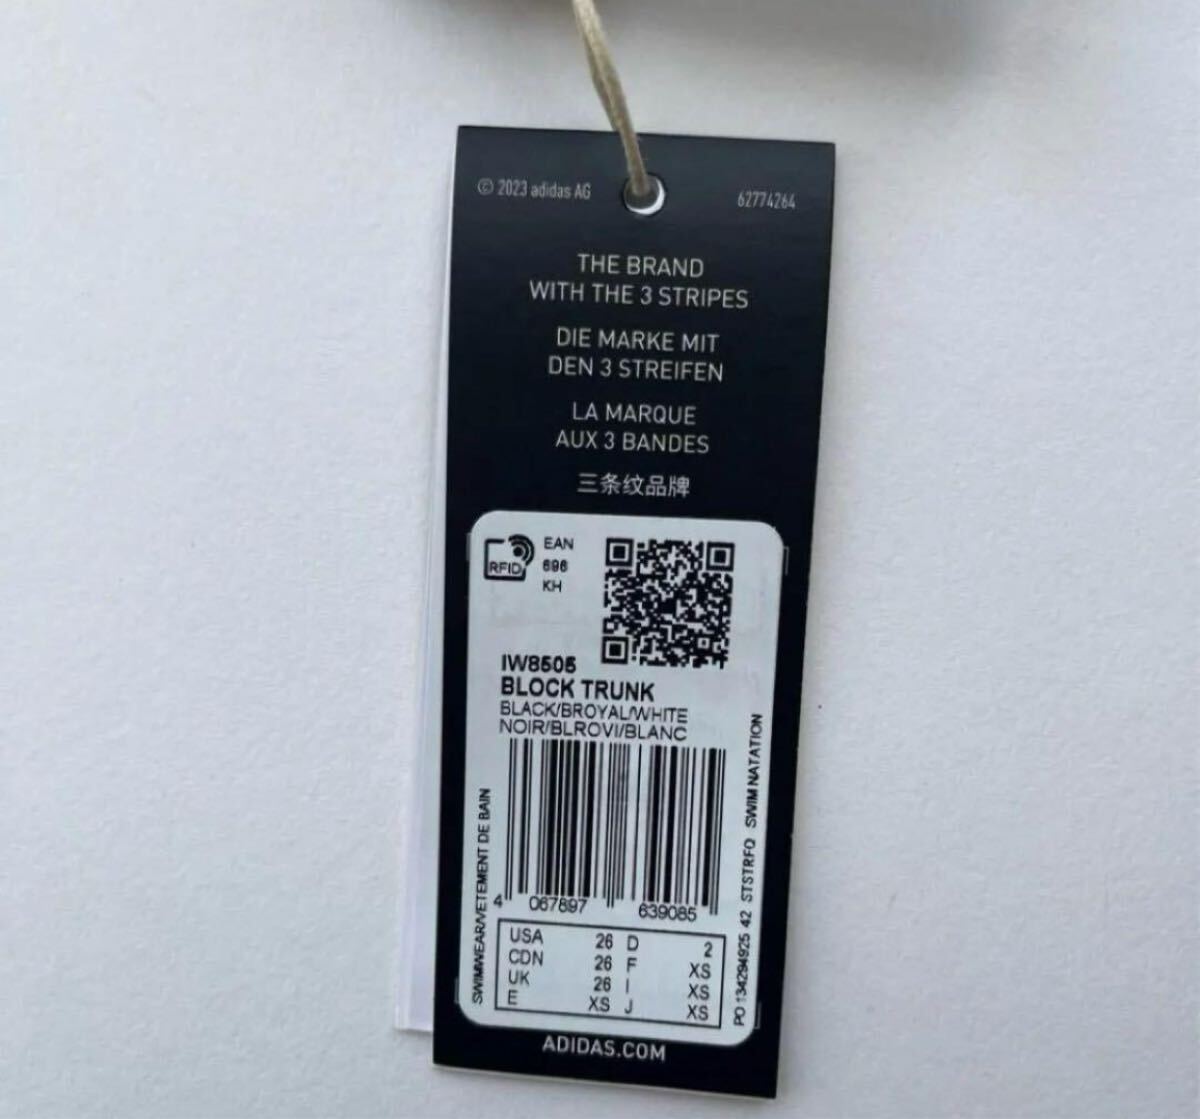 © 2023 adidas AG
62774264
THE BRAND
WITH THE 3 STRIPES
DIE MARKE MIT
DEN 3 STREIFEN
LA MARQUE
AUX 3 BANDES
三条纹品牌
RFID
EAN
696
KH
IW8505
BLOCK TRUNK
BLACK/BROYAL/WHITE
NOIR/BLROVI/BLANC
SWIMWEAR/VETEMENT DE BAIN
PO 134294925 42 STSTRFQ SWIM NATATION
4 067897 639085
USA 26 D 2
CDN 26 F XS
UK 26 I XS
E XS J XS
ADIDAS.COM